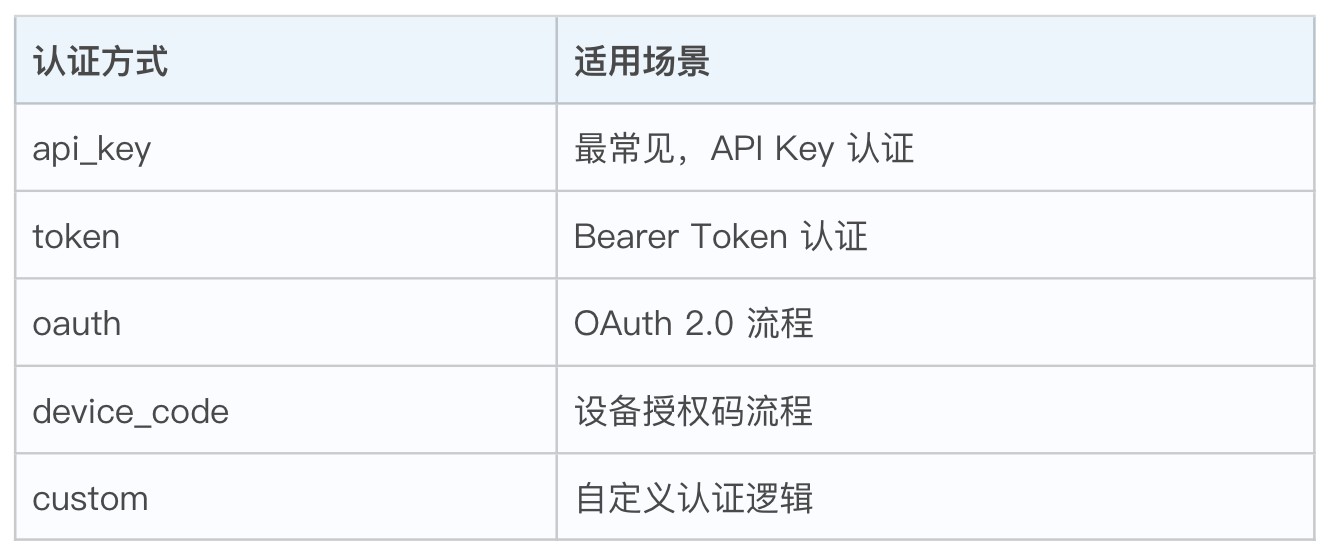 认证方式 适用场景
api_key 最常见，API Key 认证
token Bearer Token 认证
oauth OAuth 2.0 流程
device_code 设备授权码流程
custom 自定义认证逻辑